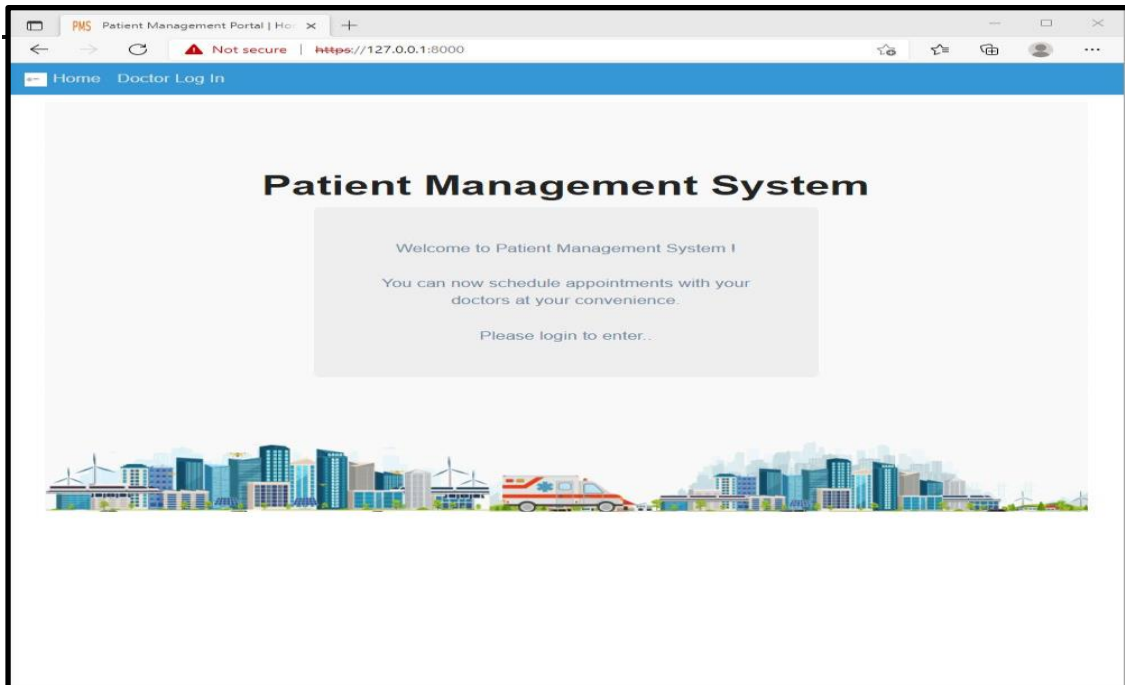 PMS Patient Management Portal | Ho
Not secure | https://127.0.0.1:8000
Home Doctor Log In
Patient Management System
Welcome to Patient Management System !
You can now schedule appointments with your
doctors at your convenience.
Please login to enter..